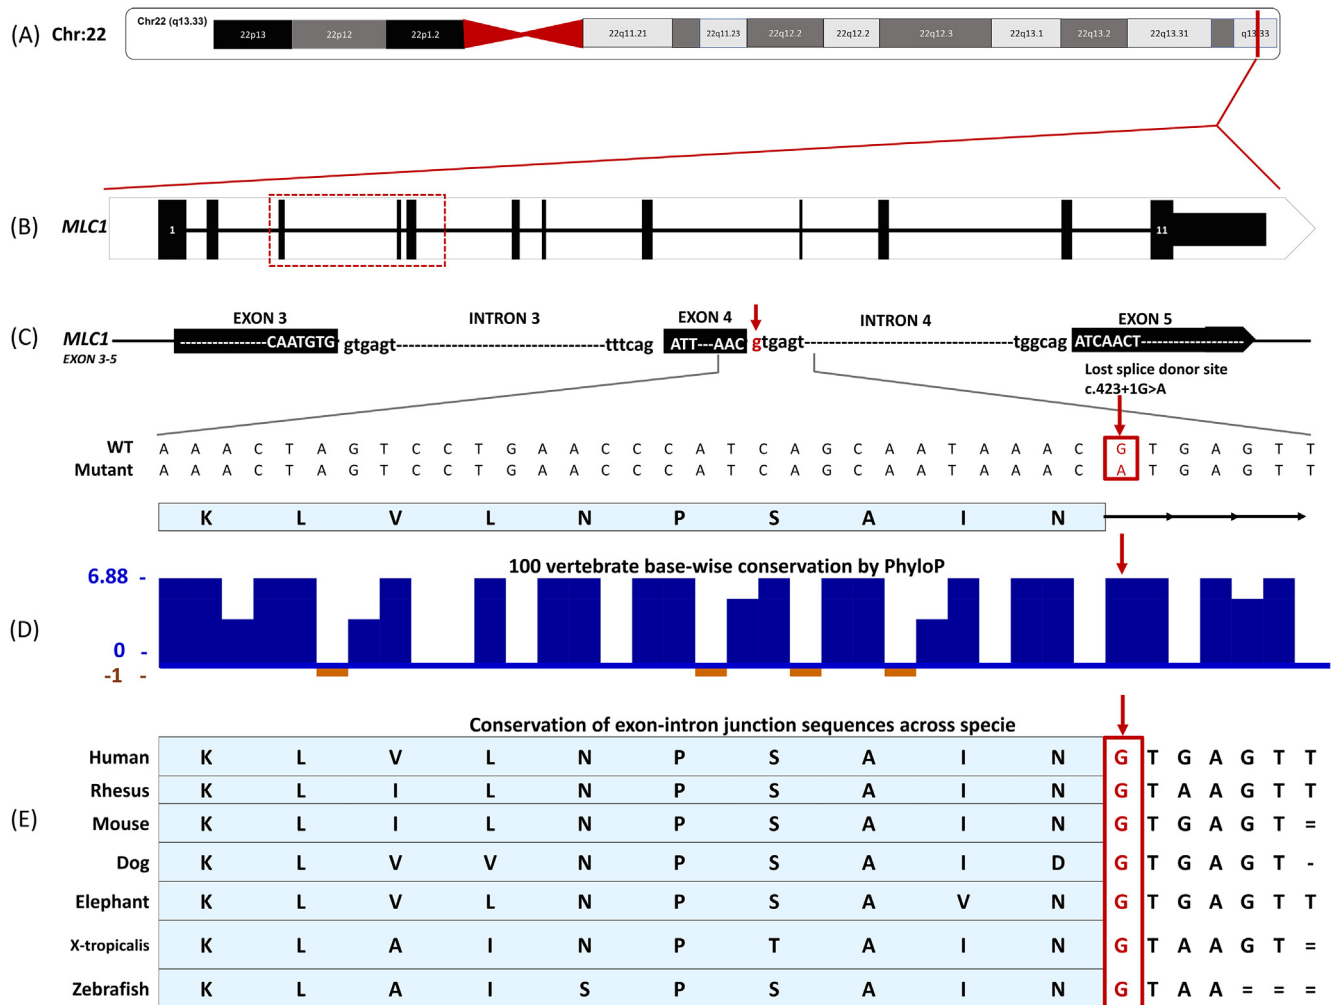 (A) Chr:22
Chr22 (q13.33)
22p13 22p12 22p1.2 22q11.21 22q11.23 22q12.2 22q12.2 22q12.3 22q13.1 22q13.2 22q13.31 q13.33
(B) MLC1 1 11
(C)
EXON 3 INTRON 3 EXON 4 INTRON 4 EXON 5
MLC1 ----------------CAATGTG gtgagt------------------------------tttcag ATT---AAC gtgagt------------------------------tggcag ATCAACT------------------
EXON 3-5
Lost splice donor site
c.423+1G>A
WT A A A C T A G T C C T G A A C C C A T C A G C A A T A A A C G T G A G T T
Mutant A A A C T A G T C C T G A A C C C A T C A G C A A T A A A C A T G A G T T
K L V L N P S A I N
100 vertebrate base-wise conservation by PhyloP
6.88 -
(D)
0 -
-1 -
Conservation of exon-intron junction sequences across specie
(E)
Human K L V L N P S A I N G T G A G T T
Rhesus K L I L N P S A I N G T A A G T T
Mouse K L I L N P S A I N G T G A G T =
Dog K L V V N P S A I D G T G A G T -
Elephant K L V L N P S A V N G T G A G T T
X-tropicalis K L A I N P T A I N G T A A G T =
Zebrafish K L A I S P S A I N G T A A = = =